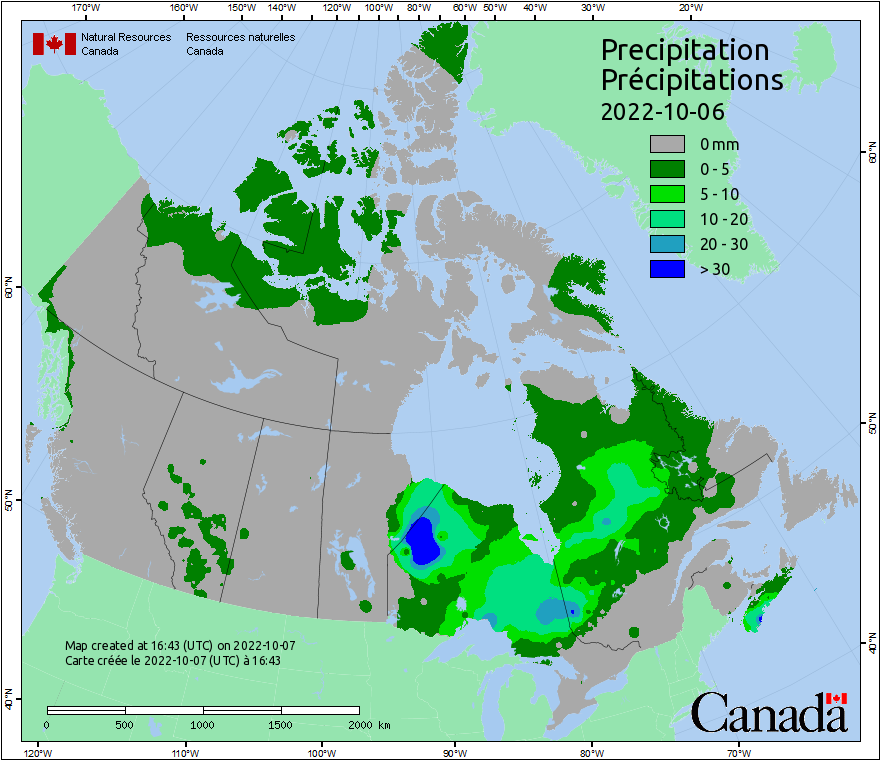 170°W 160°W 150°W 140°W 130°W 120°W 110°W 100°W 90°W 80°W 60°W 50°W 40°W 30°W 20°W
Natural Resources Ressources naturelles
Canada Canada
Precipitation
Précipitations
2022-10-06
0 mm
0 - 5
5 - 10
10 - 20
20 - 30
> 30
60°N
60°N
50°N
50°N
40°N
40°N
Map created at 16:43 (UTC) on 2022-10-07
Carte créée le 2022-10-07 (UTC) à 16:43
0 500 1000 1500 2000 km
Canada
120°W 110°W 100°W 90°W 80°W 70°W